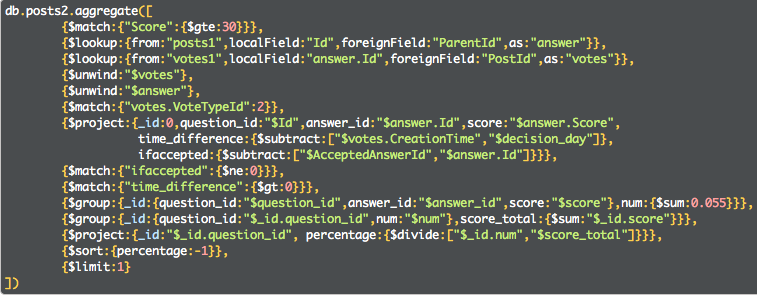 db.posts2.aggregate([
{$match:{"Score":{$gte:30}}},
{$lookup:{from:"posts1",localField:"Id",foreignField:"ParentId",as:"answer"}},
{$lookup:{from:"votes1",localField:"answer.Id",foreignField:"PostId",as:"votes"}},
{$unwind:"$votes"},
{$unwind:"$answer"},
{$match:{"votes.VoteTypeId":2}},
{$project:{_id:0,question_id:"$Id",answer_id:"$answer.Id",score:"$answer.Score",
time_difference:{$subtract:["$votes.CreationTime","$decision_day"]},
ifaccepted:{$subtract:["$AcceptedAnswerId","$answer.Id"]}}},
{$match:{"ifaccepted":{$ne:0}}},
{$match:{"time_difference":{$gt:0}}},
{$group:{_id:{question_id:"$question_id",answer_id:"$answer_id",score:"$score"},num:{$sum:0.055}}},
{$group:{_id:{question_id:"$_id.question_id",num:"$num"},score_total:{$sum:"$_id.score"}}},
{$project:{_id:"$_id.question_id", percentage:{$divide:["$_id.num","$score_total"]}}},
{$sort:{percentage:-1}},
{$limit:1}
])